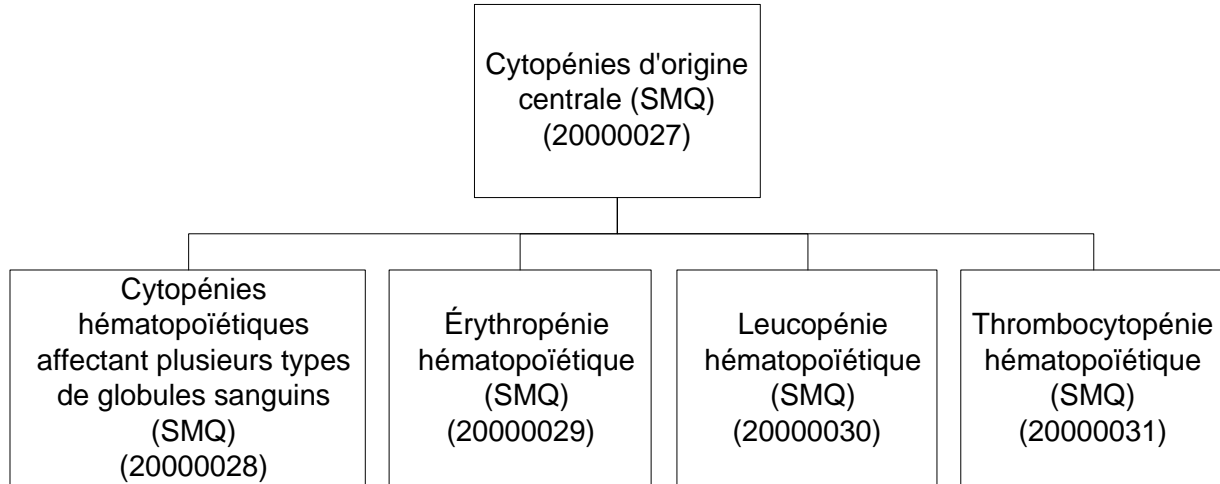 Cytopénies d'origine
centrale (SMQ)
(20000027)
Cytopénies
hématopoïétiques
affectant plusieurs types
de globules sanguins
(SMQ)
(20000028)
Érythropénie
hématopoïétique
(SMQ)
(20000029)
Leucopénie
hématopoïétique
(SMQ)
(20000030)
Thrombocytopénie
hématopoïétique
(SMQ)
(20000031)